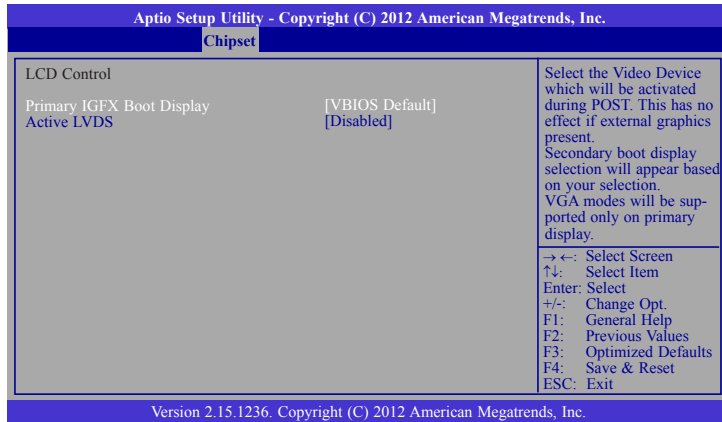 Aptio Setup Utility - Copyright (C) 2012 American Megatrends, Inc.
Chipset
LCD Control
Primary IGFX Boot Display [VBIOS Default]
Active LVDS [Disabled]
Select the Video Device
which will be activated
during POST. This has no
effect if external graphics
present.
Secondary boot display
selection will appear based
on your selection.
VGA modes will be sup-
ported only on primary
display.
→ ←: Select Screen
↑↓: Select Item
Enter: Select
+/-: Change Opt.
F1: General Help
F2: Previous Values
F3: Optimized Defaults
F4: Save & Reset
ESC: Exit
Version 2.15.1236. Copyright (C) 2012 American Megatrends, Inc.